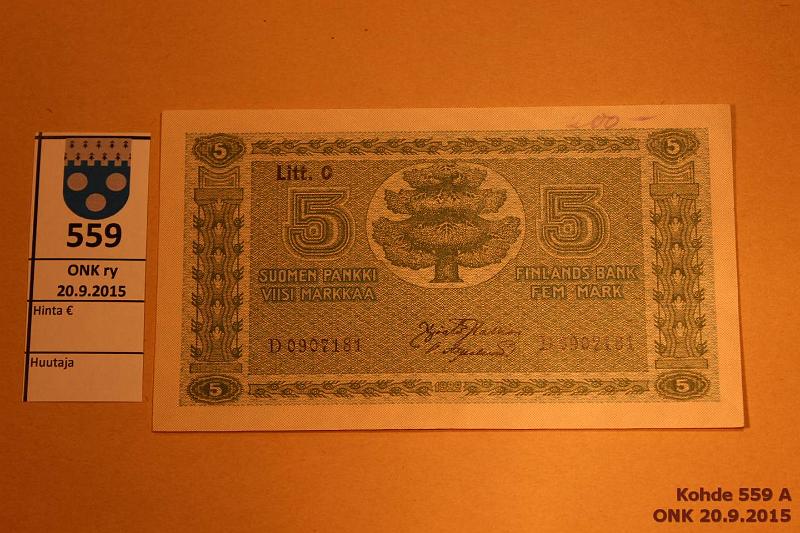 559
ONK ry
20.9.2015
Hinta €
Huutaja
5
5
Litt. C
5 5
SUOMEN PANKKI FINLANDS BANK
VIISI MARKKAA FEM MARK
D 0907181 D 0907181
5
5
Kohde 559 A
ONK 20.9.2015